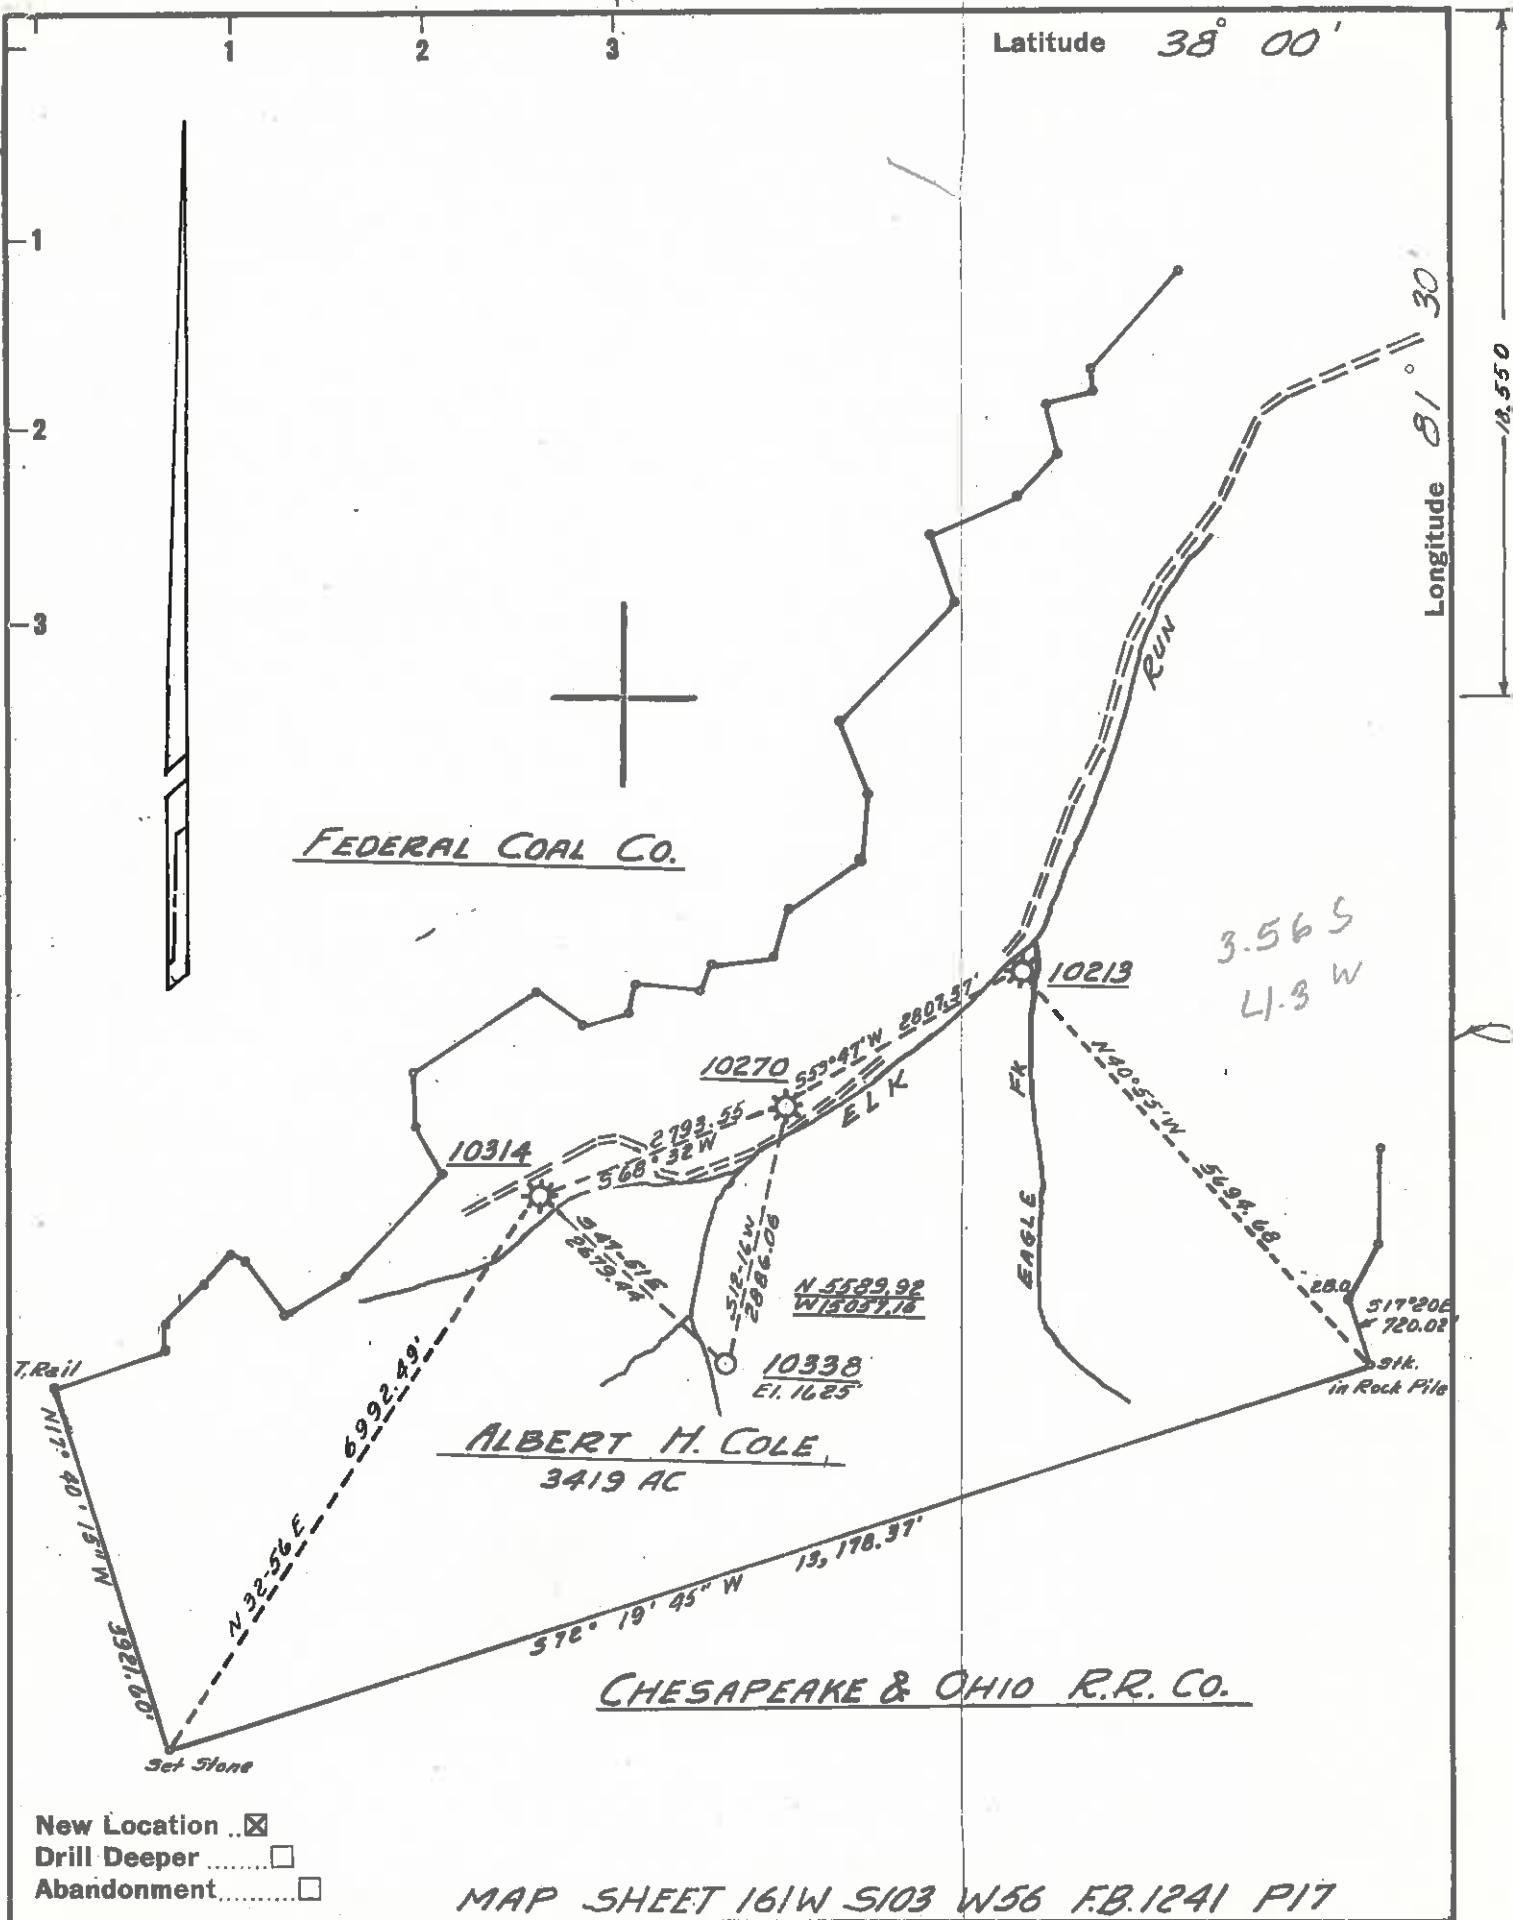 1 2 3 Latitude 38° 00'
1
2
3
Longitude 81° 30
18,550
RUN
FEDERAL COAL CO.
3.56 S
4.3 W
10213
2807.37'
S59°47'W
10270
ELK
FK
EAGLE
N40°55'W
5694.68
2793.55
S68°32'W
10314
S47-51E
2679.44
S12-16W
2886.08
N 5589.92
W15057.16
28.0
S17°20E
720.02'
Stk.
in Rock Pile
10338
El. 1625'
T, Rail
6992.49'
N 32-56 E
ALBERT H. COLE
3419 AC
N17° 40' 15" W 3927.60'
S72° 19' 45" W 13,178.37'
CHESAPEAKE & OHIO R.R. CO.
Set Stone
New Location ..☒
Drill Deeper ........☐
Abandonment..........☐
MAP SHEET 161W S103 W56 F.B.1241 P17